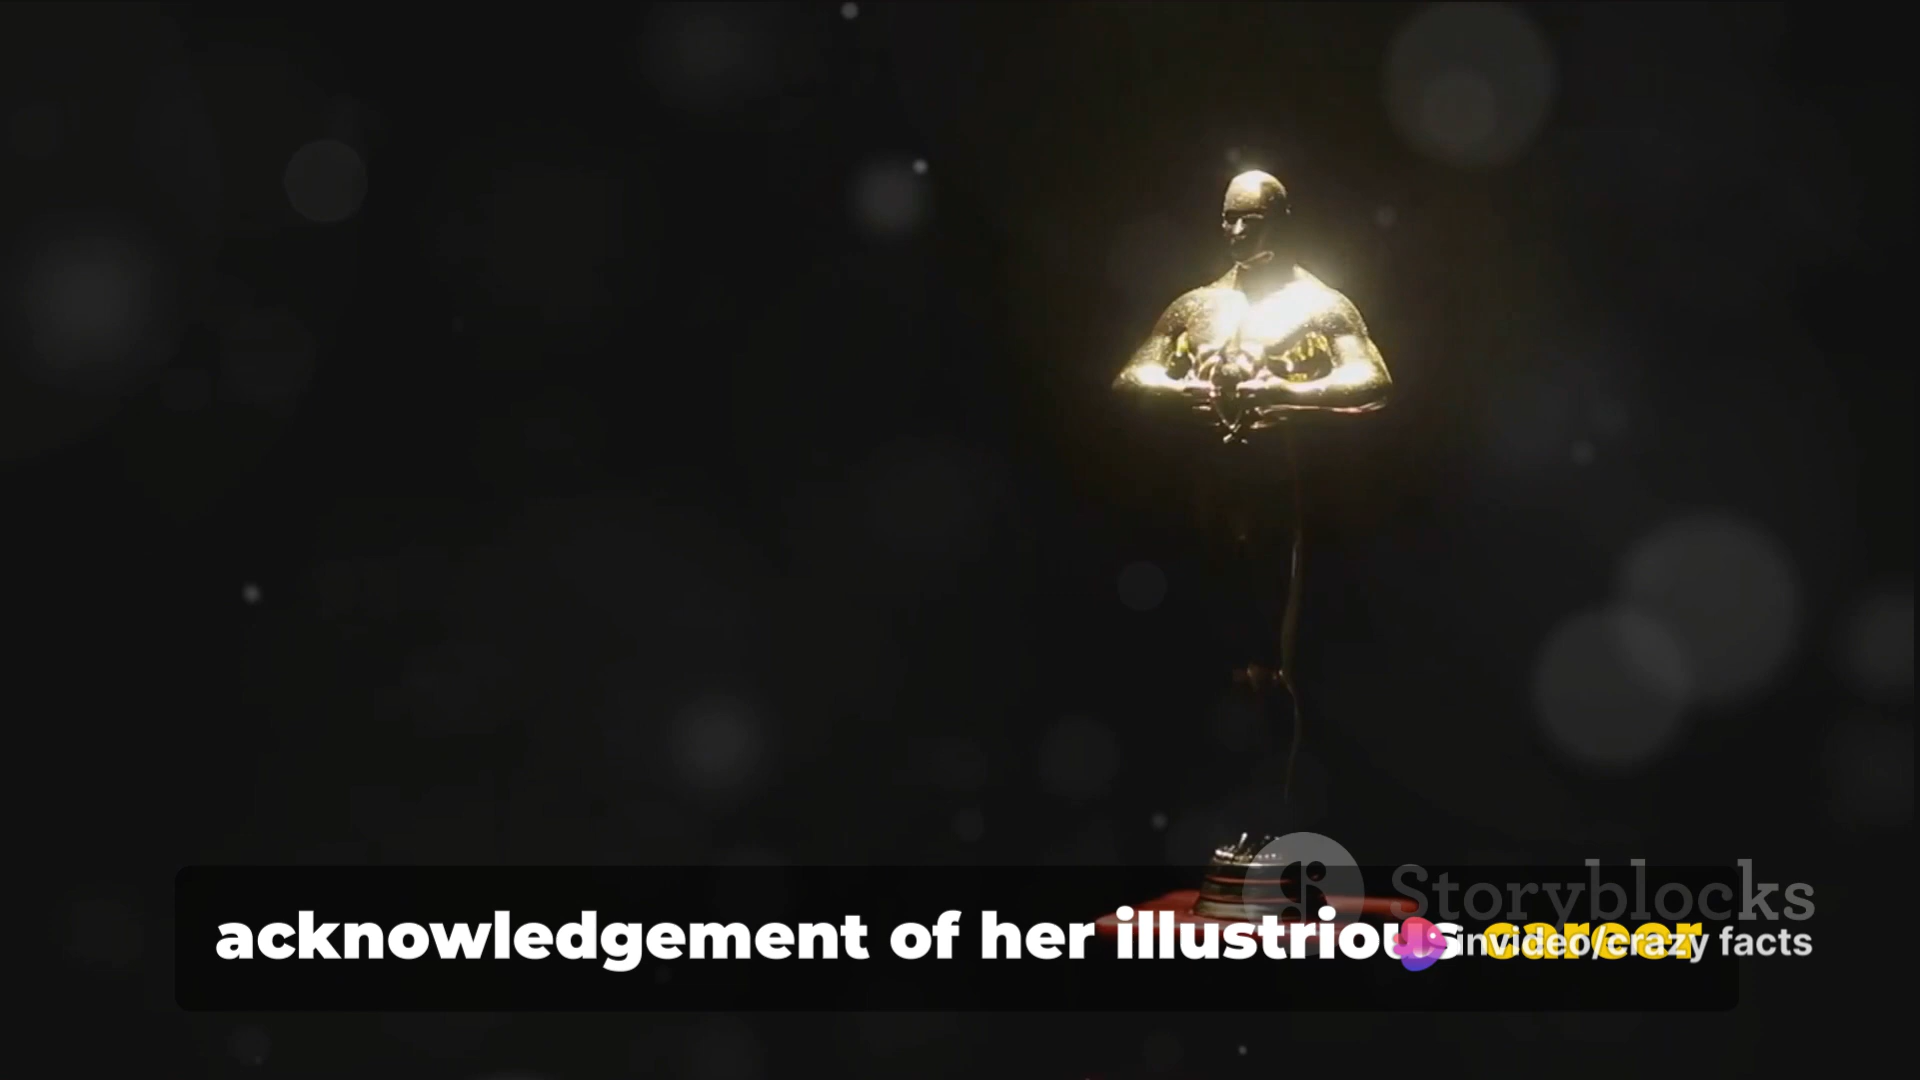 Storyblocks
acknowledgement of her illustrious career
invideo/crazy facts